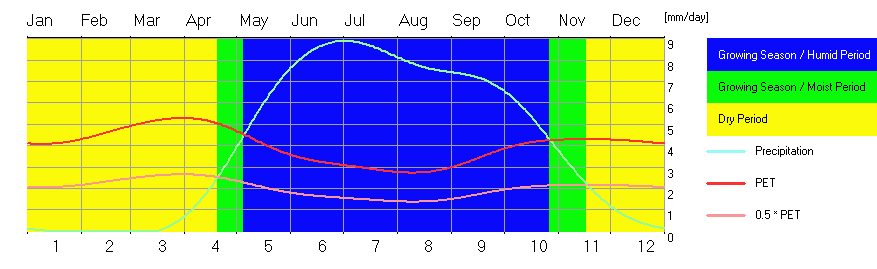 Jan Feb Mar Apr May Jun Jul Aug Sep Oct Nov Dec [mm/day]
9
8
7
6
5
4
3
2
1
0
1 2 3 4 5 6 7 8 9 10 11 12
Growing Season / Humid Period
Growing Season / Moist Period
Dry Period
Precipitation
PET
0.5 * PET